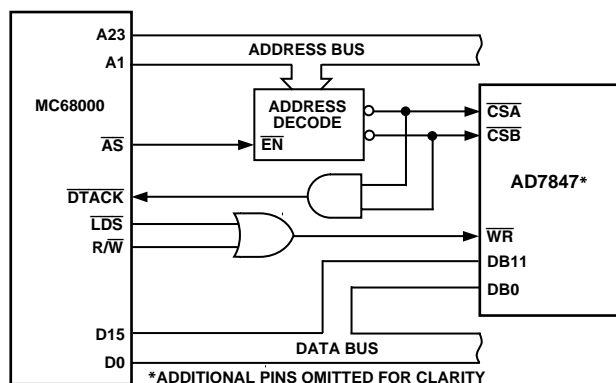 A23
ADDRESS BUS
A1
MC68000
ADDRESS
DECODE
CSA
CSB
AS
EN
AD7847*
DTACK
LDS
R/W
WR
DB11
DB0
D15
DATA BUS
D0
*ADDITIONAL PINS OMITTED FOR CLARITY